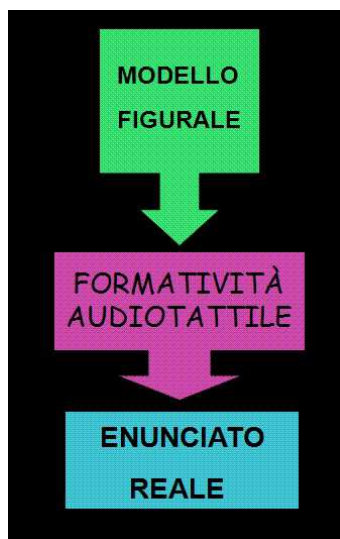 MODELLO
FIGURALE
FORMATIVITÀ
AUDIOTATTILE
ENUNCIATO
REALE